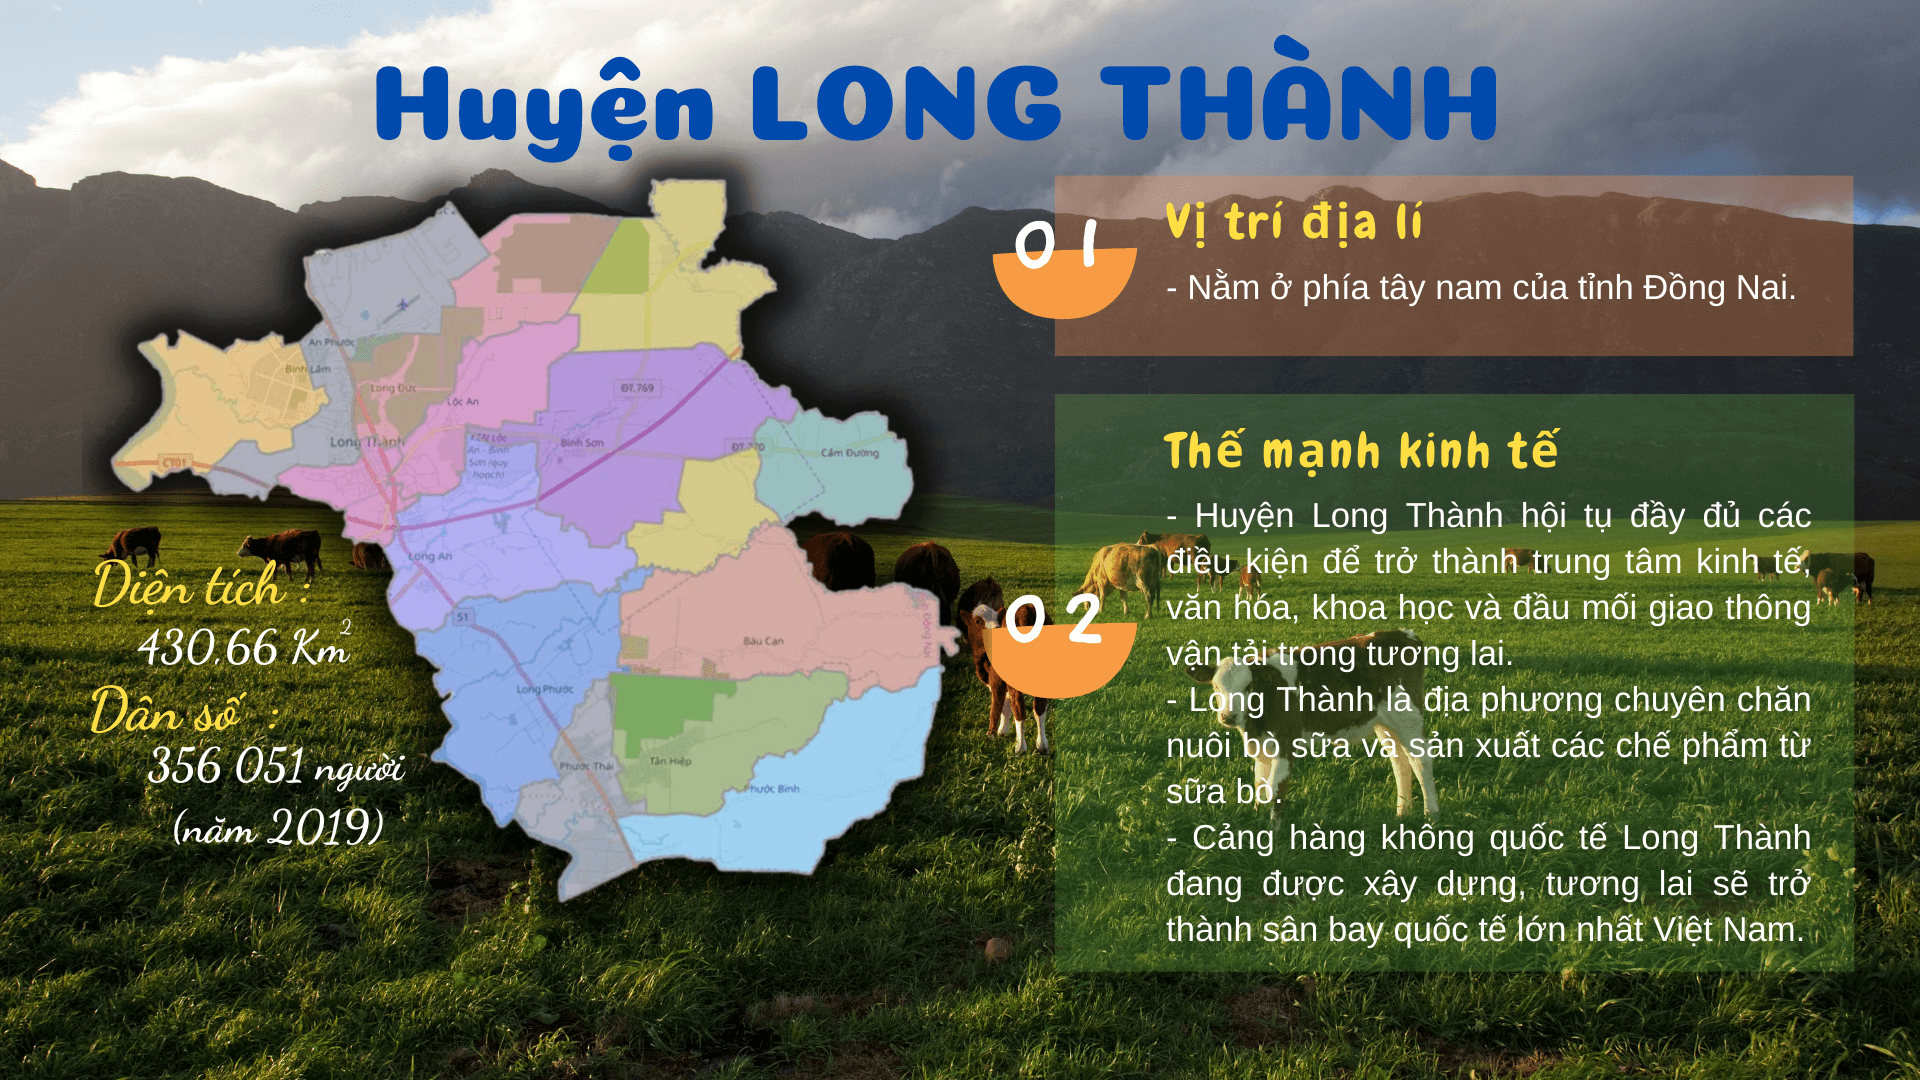 Huyện LONG THÀNH
01
Vị trí địa lí
- Nằm ở phía tây nam của tỉnh Đồng Nai.
02
Thế mạnh kinh tế
- Huyện Long Thành hội tụ đầy đủ các
điều kiện để trở thành trung tâm kinh tế,
văn hóa, khoa học và đầu mối giao thông
vận tải trong tương lai.
- Long Thành là địa phương chuyên chăn
nuôi bò sữa và sản xuất các chế phẩm từ
sữa bò.
- Cảng hàng không quốc tế Long Thành
đang được xây dựng, tương lai sẽ trở
thành sân bay quốc tế lớn nhất Việt Nam.
Diện tích :
430,66 Km²
Dân số :
356 051 người
(năm 2019)
An Phước
Bình Lâm
Long Đức
Lộc An
ĐT.769
Long Thành
An - Bình
Sơn (quy
hoạch)
Bình Sơn
Cẩm Đường
CT01
Long An
51
Bàu Cạn
Long Phước
Phước Thái
Tân Hiệp
Phước Bình